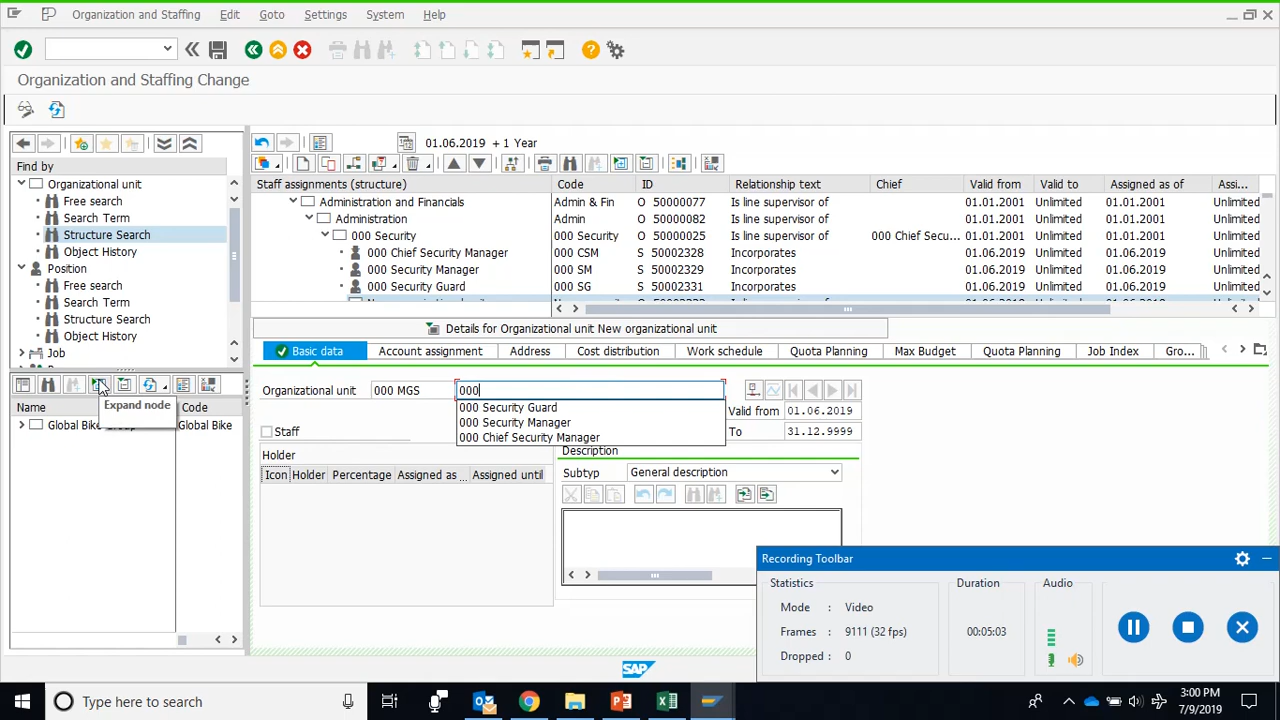 Organization and Staffing Edit Goto Settings System Help
Organization and Staffing Change
Find by
Organizational unit
Free search
Search Term
Structure Search
Object History
Position
Free search
Search Term
Structure Search
Object History
Job
Name Code
Global Bike Group Global Bike
Expand node
01.06.2019 + 1 Year
Staff assignments (structure) Code ID Relationship text Chief Valid from Valid to Assigned as of Assi...
Administration and Financials Admin & Fin O 50000077 Is line supervisor of 01.01.2001 Unlimited 01.01.2001 Unlimited
Administration Admin O 50000082 Is line supervisor of 01.01.2001 Unlimited 01.01.2001 Unlimited
000 Security 000 Security O 50000025 Is line supervisor of 000 Chief Secu... 01.01.2001 Unlimited 01.01.2001 Unlimited
000 Chief Security Manager 000 CSM S 50002328 Incorporates 01.06.2019 Unlimited 01.06.2019 Unlimited
000 Security Manager 000 SM S 50002329 Incorporates 01.06.2019 Unlimited 01.06.2019 Unlimited
000 Security Guard 000 SG S 50002331 Incorporates 01.06.2019 Unlimited 01.06.2019 Unlimited
Details for Organizational unit New organizational unit
Basic data Account assignment Address Cost distribution Work schedule Quota Planning Max Budget Quota Planning Job Index Gro...
Organizational unit 000 MGS 000
000 Security Guard
000 Security Manager
000 Chief Security Manager
Valid from 01.06.2019
Staff To 31.12.9999
Holder Description
Icon Holder Percentage Assigned as ... Assigned until
Subtyp General description
Recording Toolbar
Statistics Duration Audio
Mode : Video
Frames : 9111 (32 fps) 00:05:03
Dropped : 0
SAP
Type here to search
3:00 PM
7/9/2019